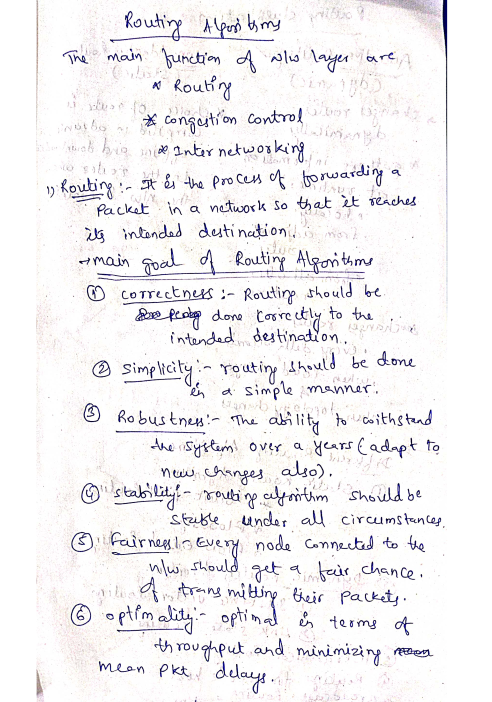 Routing Algorithms
The main function of N/w layer are
* Routing
* congestion control
* Inter networking
1) Routing :- It is the process of forwarding a
Packet in a network so that it reaches
its intended destination.
→ main goal of Routing Algorithms
① correctness :- Routing should be
done correctly to the
intended destination.
② Simplicity :- routing should be done
in a simple manner.
③ Robustness :- The ability to withstand
the system over a years (adapt to
new changes also).
④ stability :- routing algorithm should be
stable under all circumstances
⑤ Fairness :- Every node connected to the
n/w should get a fair chance.
of transmitting their packets.
⑥ optimality :- optimal in terms of
throughput and minimizing
mean pkt delays.